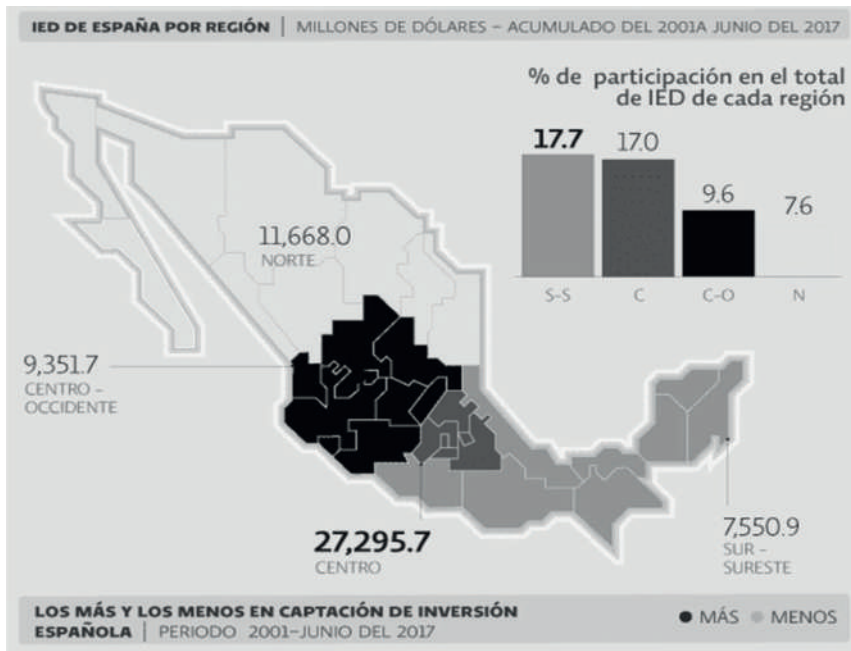 IED DE ESPAÑA POR REGIÓN | MILLONES DE DÓLARES – ACUMULADO DEL 2001A JUNIO DEL 2017
% de participación en el total
de IED de cada región
17.7
17.0
9.6
7.6
S-S
C
C-O
N
11,668.0
NORTE
9,351.7
CENTRO –
OCCIDENTE
27,295.7
CENTRO
7,550.9
SUR –
SURESTE
LOS MÁS Y LOS MENOS EN CAPTACIÓN DE INVERSIÓN
ESPAÑOLA | PERIODO 2001–JUNIO DEL 2017
MÁS
MENOS